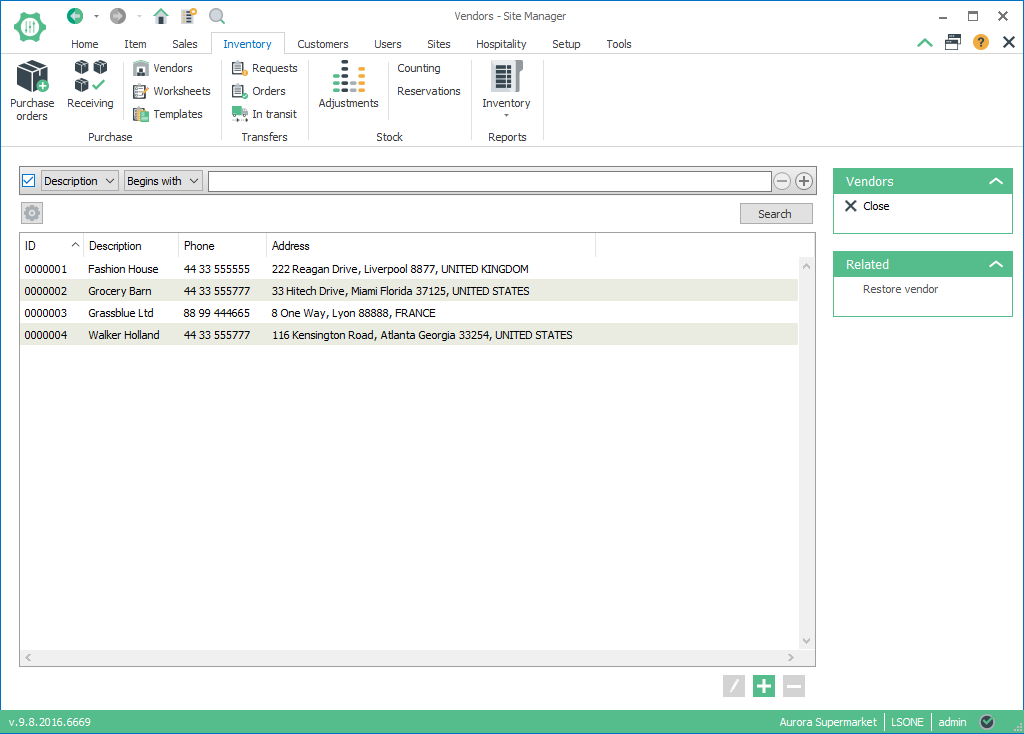 Vendors - Site Manager
Home Item Sales Inventory Customers Users Sites Hospitality Setup Tools
?
Purchase orders
Receiving
Vendors
Worksheets
Templates
Purchase
Requests
Orders
In transit
Transfers
Adjustments
Counting
Reservations
Stock
Inventory
Reports
Description Begins with
Search
ID Description Phone Address
0000001 Fashion House 44 33 555555 222 Reagan Drive, Liverpool 8877, UNITED KINGDOM
0000002 Grocery Barn 44 33 555777 33 Hitech Drive, Miami Florida 37125, UNITED STATES
0000003 Grassblue Ltd 88 99 444665 8 One Way, Lyon 88888, FRANCE
0000004 Walker Holland 44 33 555777 116 Kensington Road, Atlanta Georgia 33254, UNITED STATES
Vendors
Close
Related
Restore vendor
v.9.8.2016.6669 Aurora Supermarket LSONE admin